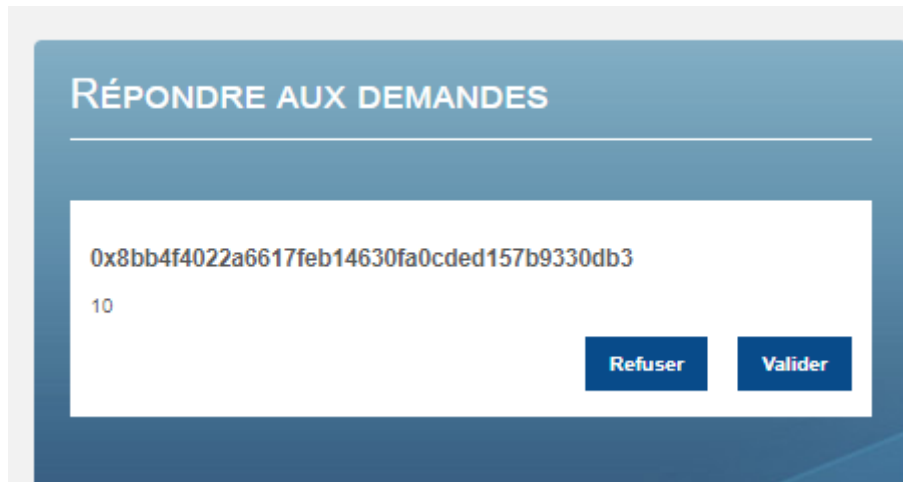 RÉPONDRE AUX DEMANDES
0x8bb4f4022a6617feb14630fa0cded157b9330db3
10
Refuser Valider